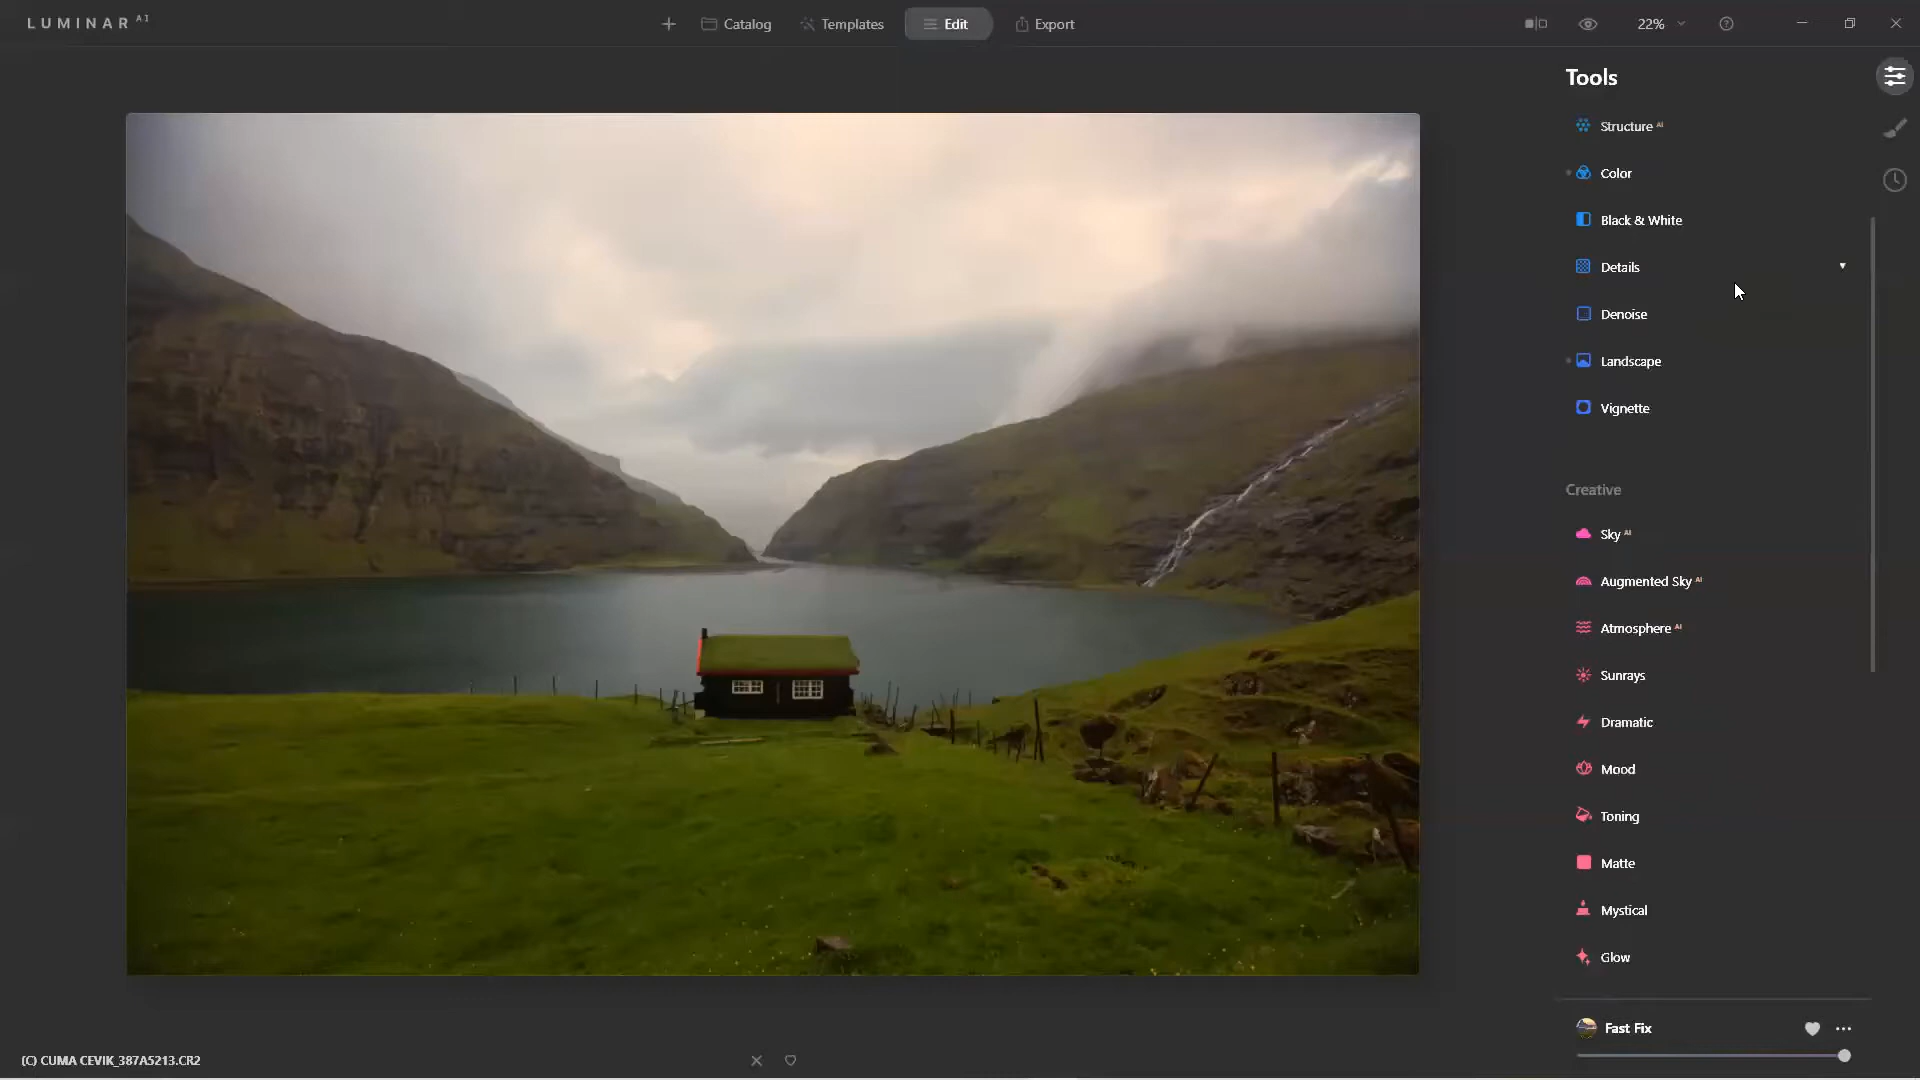 LUMINAR AI
Catalog
Templates
Edit
Export
22%
Tools
Structure AI
Color
Black & White
Details
Denoise
Landscape
Vignette
Creative
Sky AI
Augmented Sky AI
Atmosphere AI
Sunrays
Dramatic
Mood
Toning
Matte
Mystical
Glow
Fast Fix
(C) CUMA CEVIK_387A5213.CR2